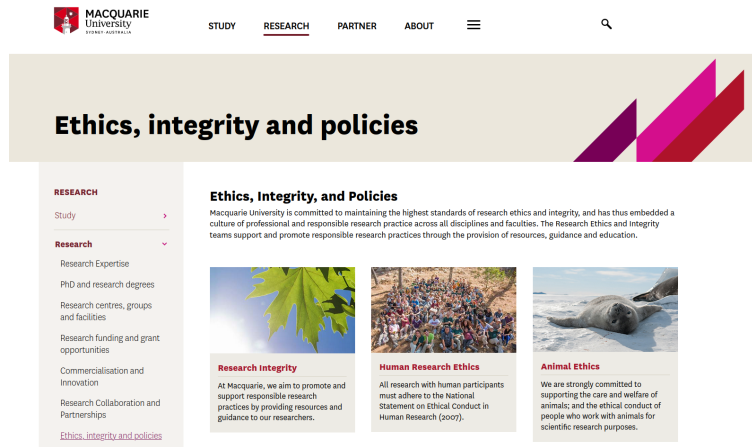 MACQUARIE
University
SYDNEY·AUSTRALIA
STUDY RESEARCH PARTNER ABOUT
Ethics, integrity and policies
RESEARCH
Study
Research
Research Expertise
PhD and research degrees
Research centres, groups
and facilities
Research funding and grant
opportunities
Commercialisation and
Innovation
Research Collaboration and
Partnerships
Ethics, integrity and policies
Ethics, Integrity, and Policies
Macquarie University is committed to maintaining the highest standards of research ethics and integrity, and has thus embedded a
culture of professional and responsible research practice across all disciplines and faculties. The Research Ethics and Integrity
teams support and promote responsible research practices through the provision of resources, guidance and education.
Research Integrity
At Macquarie, we aim to promote and
support responsible research
practices by providing resources and
guidance to our researchers.
Human Research Ethics
All research with human participants
must adhere to the National
Statement on Ethical Conduct in
Human Research (2007).
Animal Ethics
We are strongly committed to
supporting the care and welfare of
animals; and the ethical conduct of
people who work with animals for
scientific research purposes.